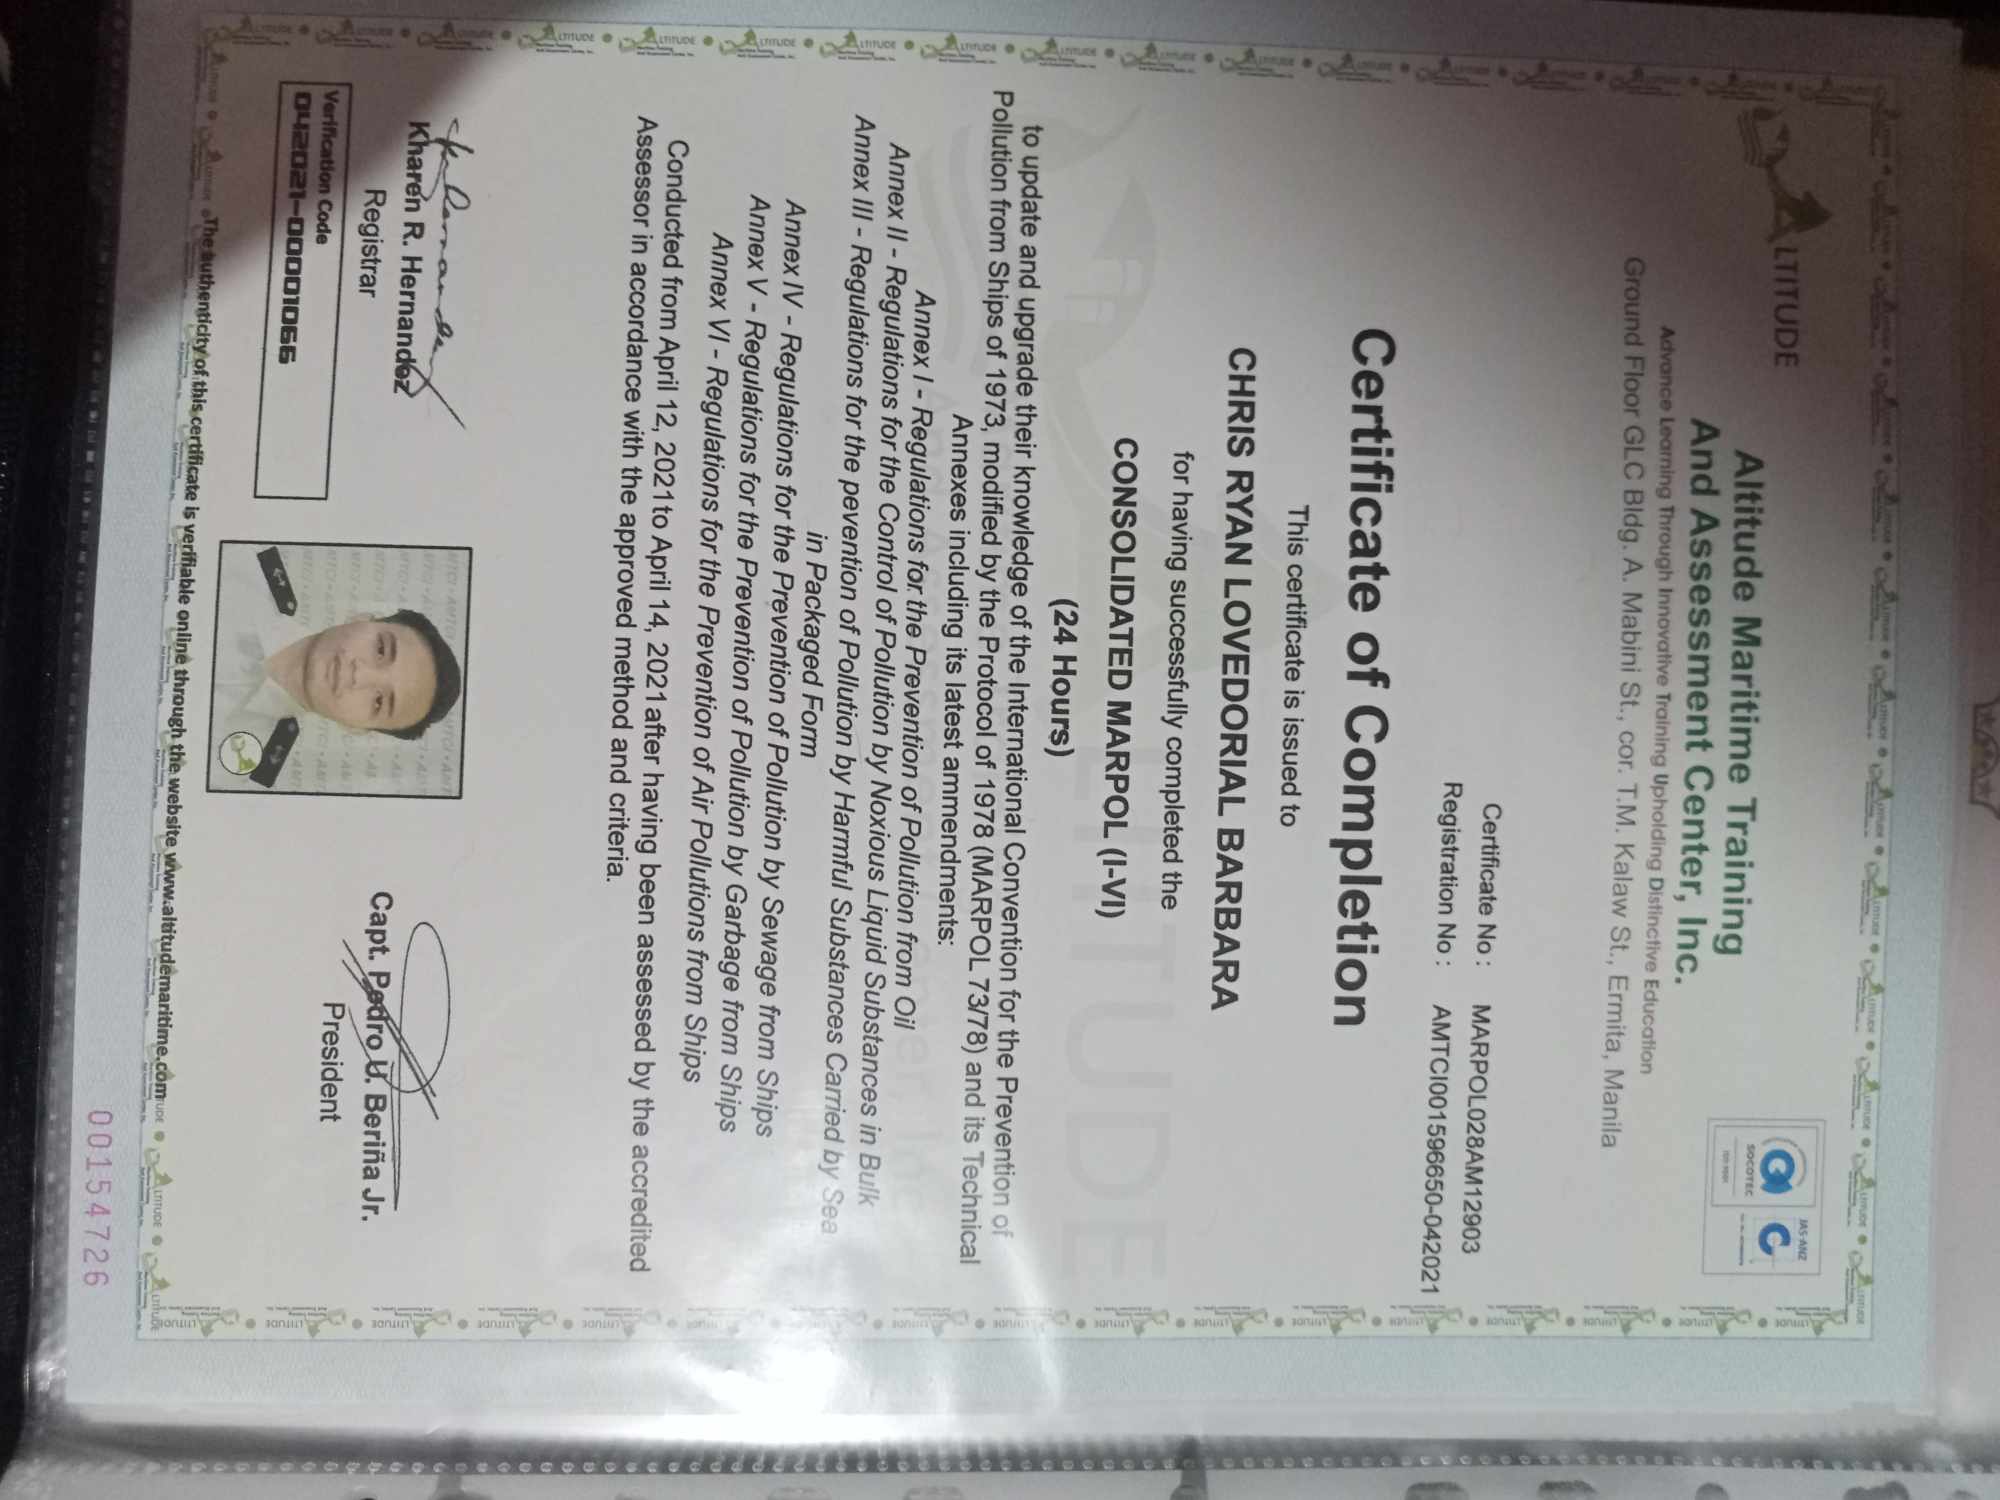 ALTITUDE
Altitude Maritime Training
And Assessment Center, Inc.
Advance Learning Through Innovative Training Upholding Distinctive Education
Ground Floor GLC Bldg. A. Mabini St., cor. T.M. Kalaw St., Ermita, Manila
SOCOTEC
JAS-ANZ
Certificate No : MARPOL028AM12903
Registration No : AMTCI001596650-042021
Certificate of Completion
This certificate is issued to
CHRIS RYAN LOVEDORIAL BARBARA
for having successfully completed the
CONSOLIDATED MARPOL (I-VI)
(24 Hours)
to update and upgrade their knowledge of the International Convention for the Prevention of
Pollution from Ships of 1973, modified by the Protocol of 1978 (MARPOL 73/78) and its Technical
Annexes including its latest ammendments:
Annex I - Regulations for the Prevention of Pollution from Oil
Annex II - Regulations for the Control of Pollution by Noxious Liquid Substances in Bulk
Annex III - Regulations for the pevention of Pollution by Harmful Substances Carried by Sea
in Packaged Form
Annex IV - Regulations for the Prevention of Pollution by Sewage from Ships
Annex V - Regulations for the Prevention of Pollution by Garbage from Ships
Annex VI - Regulations for the Prevention of Air Pollutions from Ships
Conducted from April 12, 2021 to April 14, 2021 after having been assessed by the accredited
Assessor in accordance with the approved method and criteria.
Kharen R. Hernandez
Registrar
Capt. Pedro U. Beriña Jr.
President
Verification Code
042021-0001066
The authenticity of this certificate is verifiable online through the website www.altitudemaritime.com
00154726